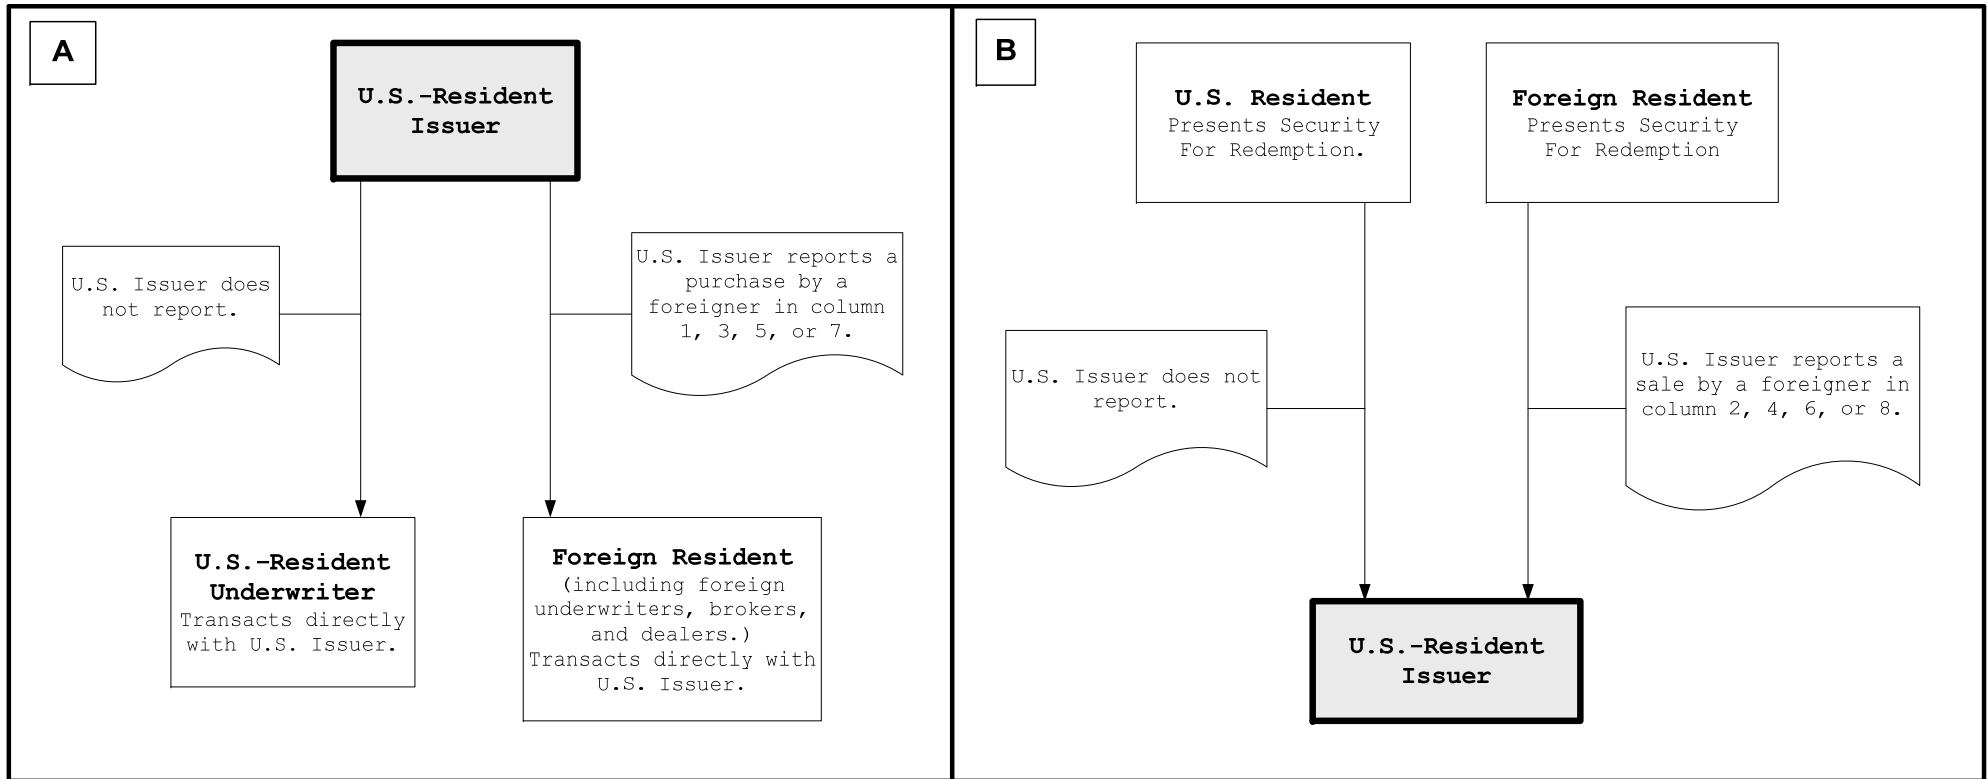 A
U.S.-Resident
Issuer
U.S. Issuer does
not report.
U.S. Issuer reports a
purchase by a
foreigner in column
1, 3, 5, or 7.
U.S.-Resident
Underwriter
Transacts directly
with U.S. Issuer.
Foreign Resident
(including foreign
underwriters, brokers,
and dealers.)
Transacts directly with
U.S. Issuer.
B
U.S. Resident
Presents Security
For Redemption.
Foreign Resident
Presents Security
For Redemption
U.S. Issuer does not
report.
U.S. Issuer reports a
sale by a foreigner in
column 2, 4, 6, or 8.
U.S.-Resident
Issuer